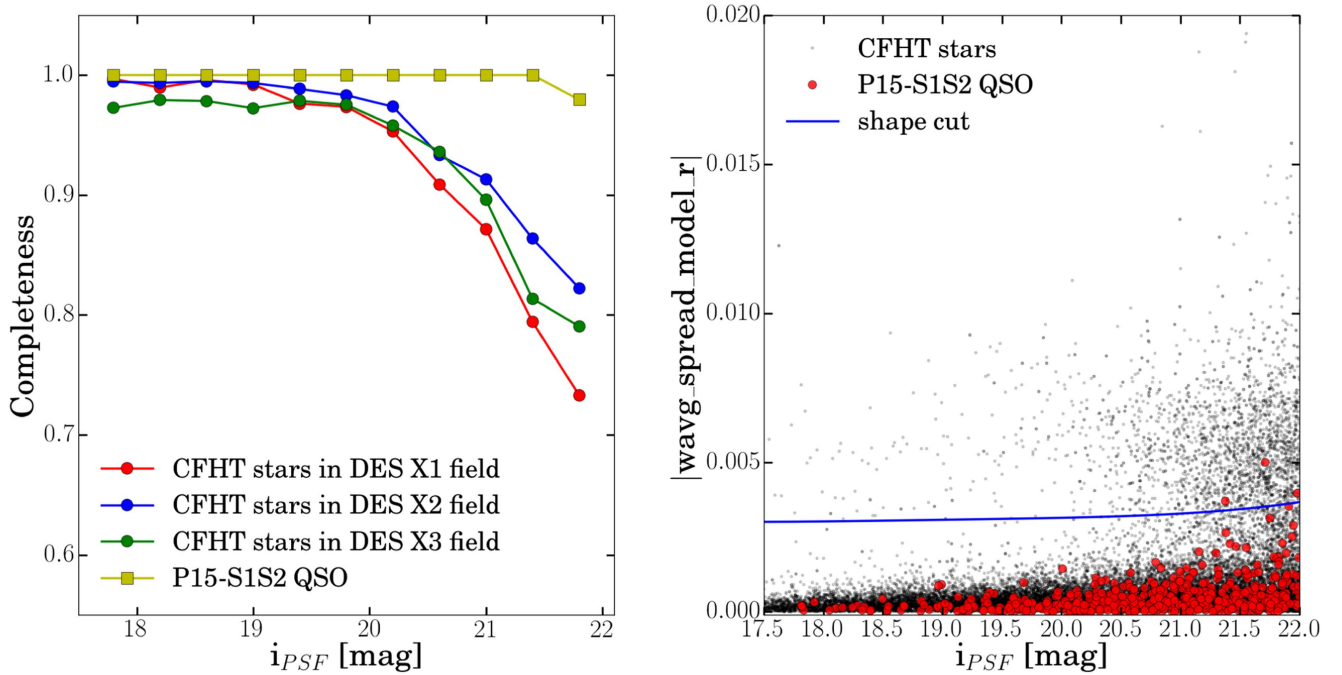 1.0
0.9
0.8
0.7
0.6
Completeness
CFHT stars in DES X1 field
CFHT stars in DES X2 field
CFHT stars in DES X3 field
P15-S1S2 QSO
18 19 20 21 22
i_PSF [mag]
0.020
0.015
0.010
0.005
0.000
|wavg_spread_model_r|
CFHT stars
P15-S1S2 QSO
shape cut
17.5 18.0 18.5 19.0 19.5 20.0 20.5 21.0 21.5 22.0
i_PSF [mag]